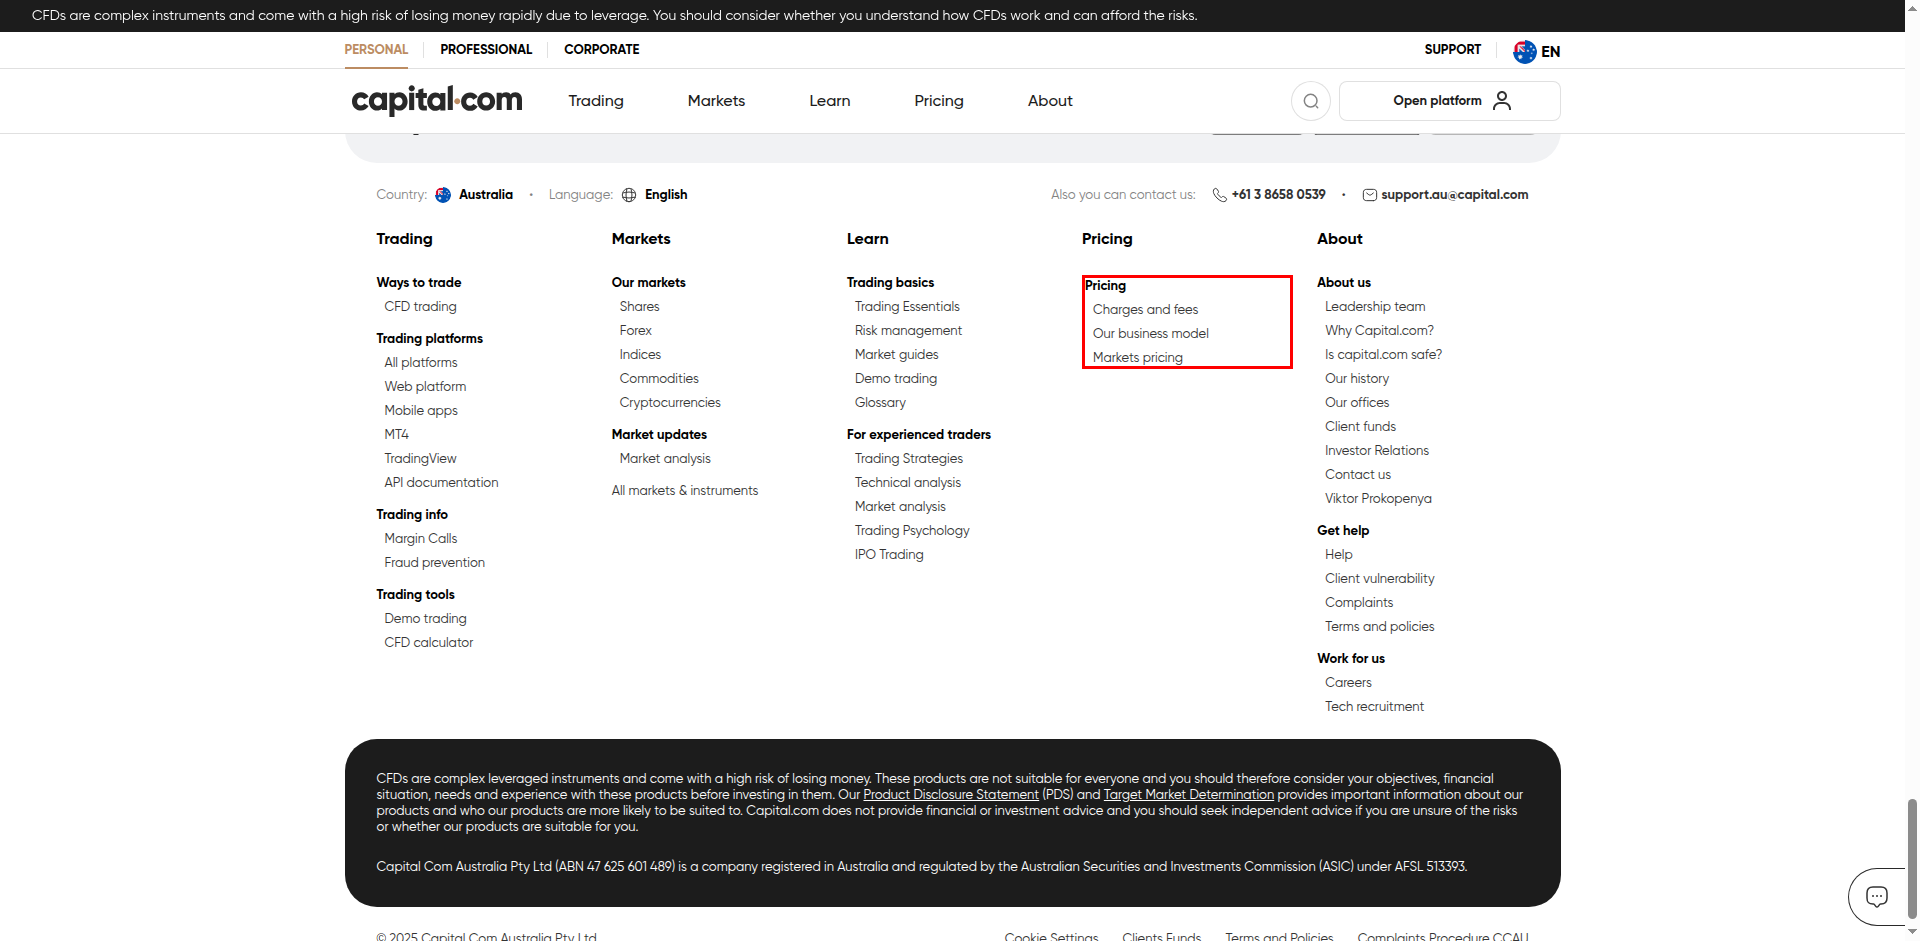 CFDs are complex instruments and come with a high risk of losing money rapidly due to leverage. You should consider whether you understand how CFDs work and can afford the risks.
PERSONAL
PROFESSIONAL
CORPORATE
SUPPORT
EN
capital.com
Trading
Markets
Learn
Pricing
About
Open platform
Country: Australia
Language: English
Also you can contact us: +61 3 8658 0539 · support.au@capital.com
Trading
Ways to trade
CFD trading
Trading platforms
All platforms
Web platform
Mobile apps
MT4
TradingView
API documentation
Trading info
Margin Calls
Fraud prevention
Trading tools
Demo trading
CFD calculator
Markets
Our markets
Shares
Forex
Indices
Commodities
Cryptocurrencies
Market updates
Market analysis
All markets & instruments
Learn
Trading basics
Trading Essentials
Risk management
Market guides
Demo trading
Glossary
For experienced traders
Trading Strategies
Technical analysis
Market analysis
Trading Psychology
IPO Trading
Pricing
Pricing
Charges and fees
Our business model
Markets pricing
About
About us
Leadership team
Why Capital.com?
Is capital.com safe?
Our history
Our offices
Client funds
Investor Relations
Contact us
Viktor Prokopenya
Get help
Help
Client vulnerability
Complaints
Terms and policies
Work for us
Careers
Tech recruitment
CFDs are complex leveraged instruments and come with a high risk of losing money. These products are not suitable for everyone and you should therefore consider your objectives, financial
situation, needs and experience with these products before investing in them. Our Product Disclosure Statement (PDS) and Target Market Determination provides important information about our
products and who our products are more likely to be suited to. Capital.com does not provide financial or investment advice and you should seek independent advice if you are unsure of the risks
or whether our products are suitable for you.
Capital Com Australia Pty Ltd (ABN 47 625 601 489) is a company registered in Australia and regulated by the Australian Securities and Investments Commission (ASIC) under AFSL 513393.
© 2025 Capital Com Australia Pty Ltd
Cookie Settings
Clients Funds
Terms and Policies
Complaints Procedure CCAU